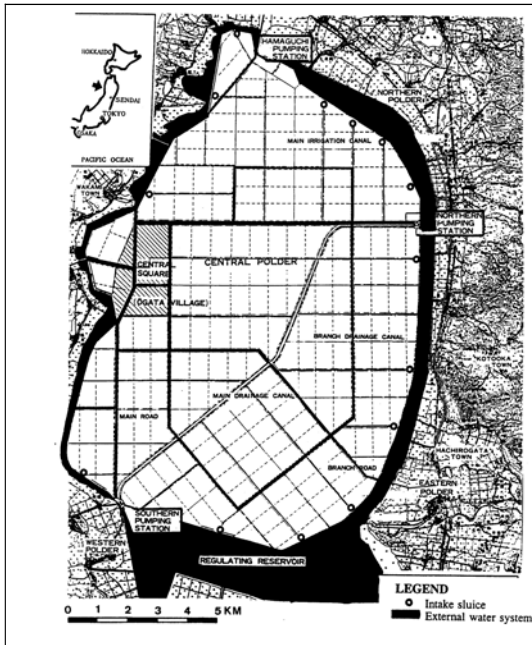 HOKKAIDO
SENDAI
TOKYO
OSAKA
PACIFIC OCEAN
HAMAGUCHI
PUMPING
STATION
NORTHERN
POLDER
MAIN IRRIGATION CANAL
WAKAMI
TOWN
NORTHERN
PUMPING
STATION
CENTRAL
SQUARE
CENTRAL POLDER
(OGATA VILLAGE)
BRANCH DRAINAGE CANAL
KOTOOKA
TOWN
MAIN DRAINAGE CANAL
MAIN ROAD
HACHIROGATA
TOWN
BRANCH ROAD
EASTERN
POLDER
SOUTHERN
PUMPING
STATION
WESTERN
POLDER
REGULATING RESERVOIR
LEGEND
Intake sluice
External water system
0 1 2 3 4 5 KM